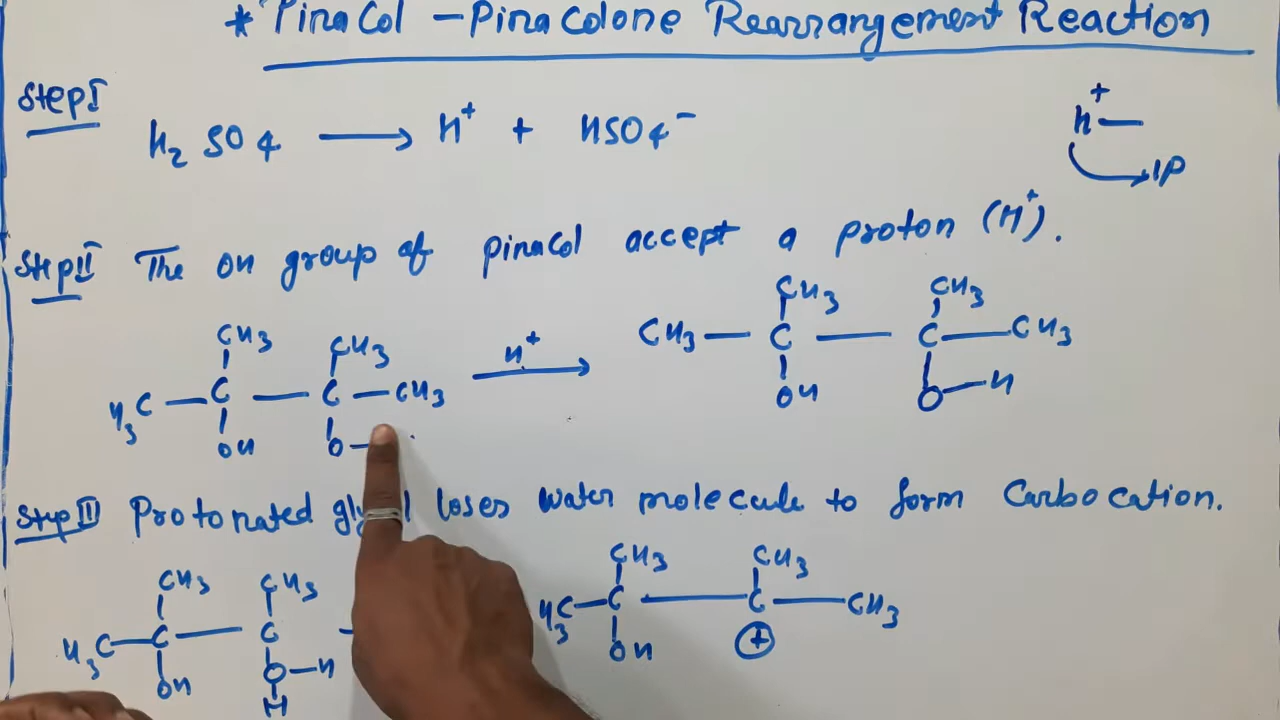 * Pinacol - Pinacolone Rearrangement Reaction
Step I
H₂SO₄ ⟶ H⁺ + HSO₄⁻
H⁺ —
lP
Step II The OH group of pinacol accept a proton (H⁺).
CH₃ CH₃
H₃C — C — C — CH₃
OH O —
H⁺ ⟶
CH₃ CH₃
CH₃ — C — C — CH₃
OH O — H
Step II Protonated gly l loses water molecule to form Carbocation.
CH₃ CH₃
H₃C — C — C —
OH O — H
H
CH₃ CH₃
H₃C — C — C — CH₃
OH +